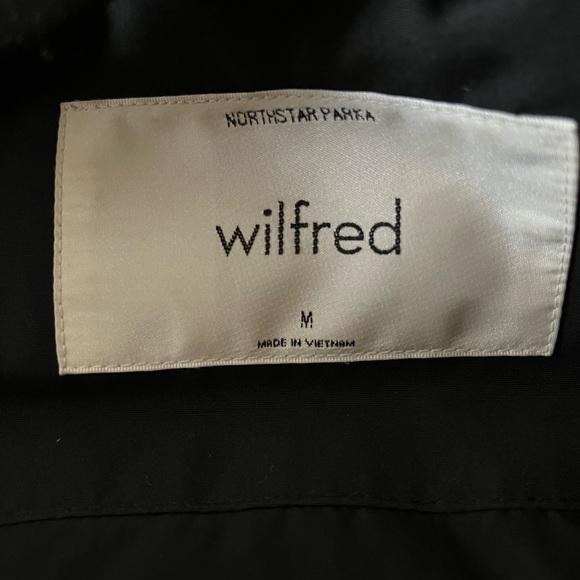 NORTHSTAR PARKA
wilfred
M
MADE IN VIETNAM